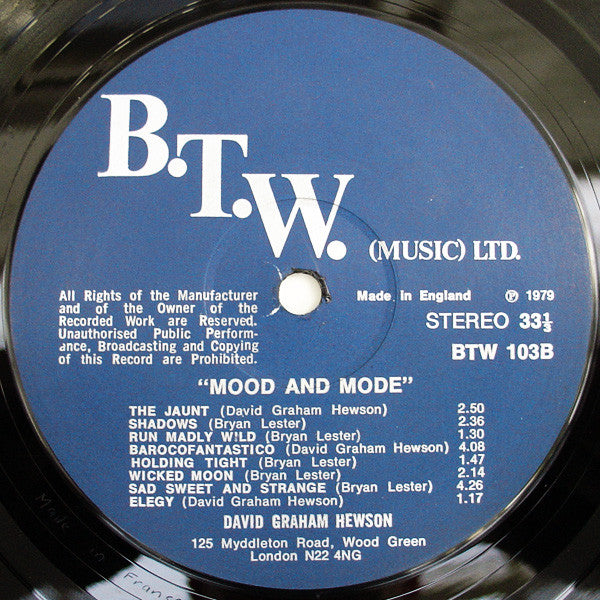 B.T.W. (MUSIC) LTD.
All Rights of the Manufacturer
and of the Owner of the
Recorded Work are Reserved.
Unauthorised Public Perform-
ance, Broadcasting and Copying
of this Record are Prohibited.
Made in England ℗ 1979
STEREO 33⅓
BTW 103B
"MOOD AND MODE"
THE JAUNT (David Graham Hewson) 2.50
SHADOWS (Bryan Lester) 2.36
RUN MADLY W!LD (Bryan Lester) 1.30
BAROCOFANTASTICO (David Graham Hewson) 4.08
HOLDING TIGHT (Bryan Lester) 1.47
WICKED MOON (Bryan Lester) 2.14
SAD SWEET AND STRANGE (Bryan Lester) 4.26
ELEGY (David Graham Hewson) 1.17
DAVID GRAHAM HEWSON
125 Myddleton Road, Wood Green
London N22 4NG
Made in France